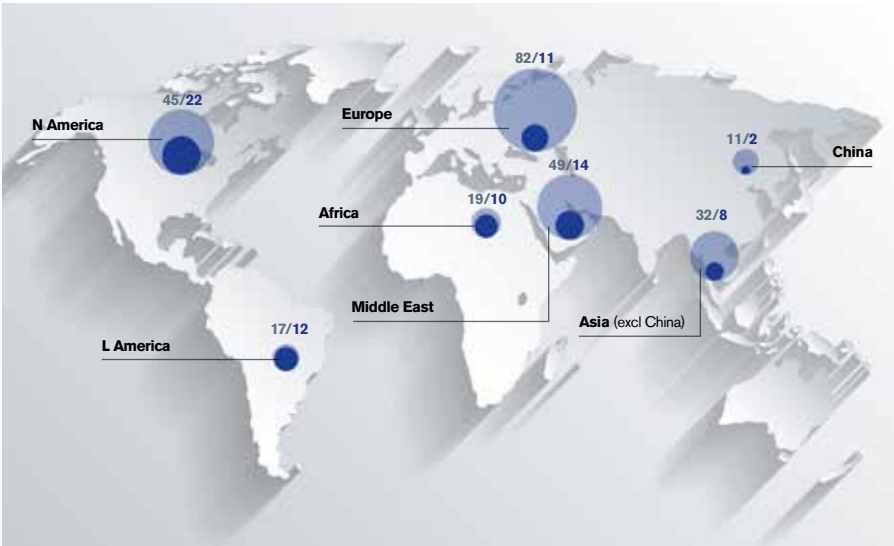 82/11
45/22
Europe
N America
11/2
China
49/14
19/10
Africa
32/8
Middle East
Asia (excl China)
17/12
L America